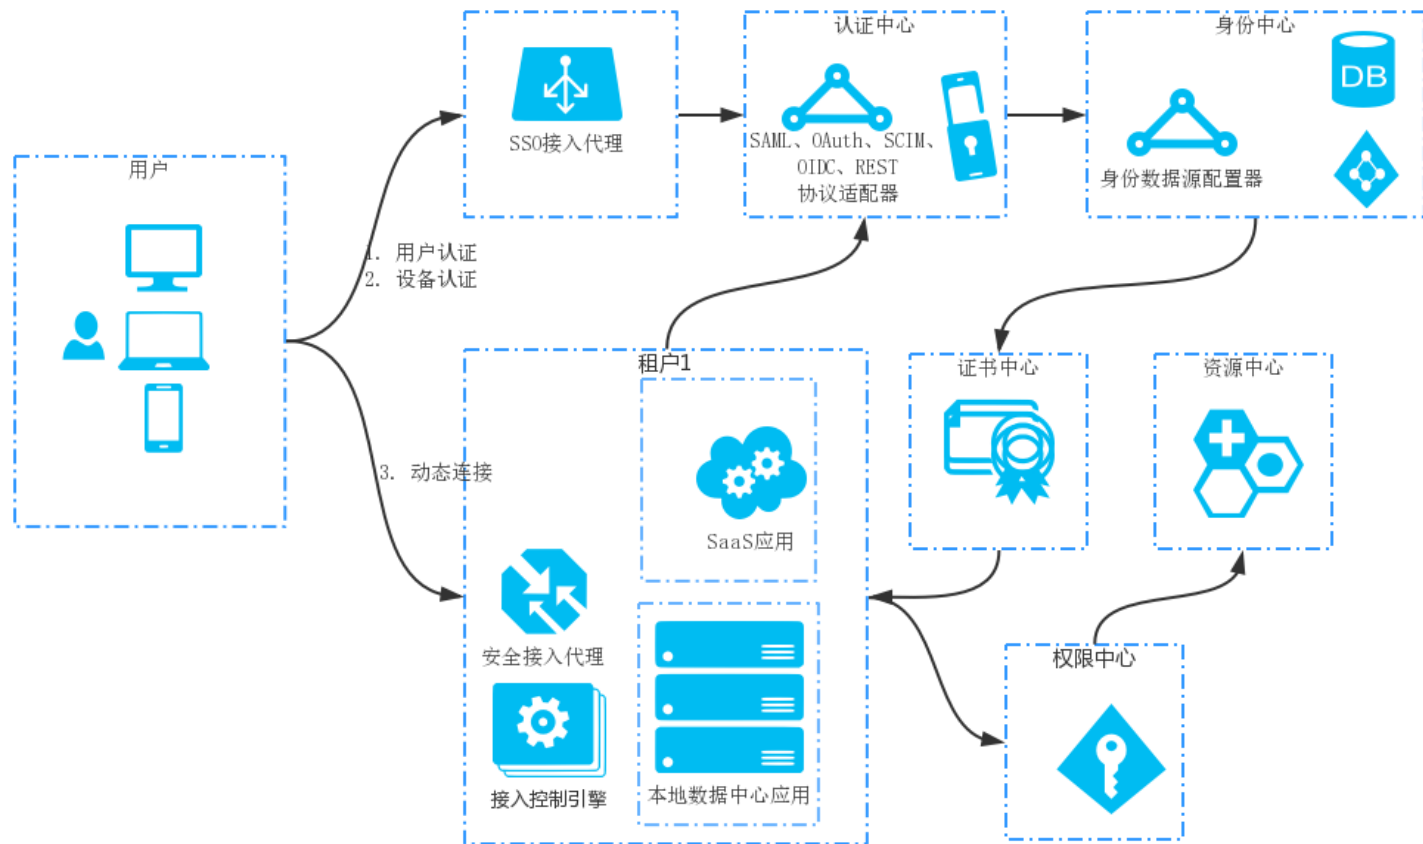 认证中心
身份中心
DB
SSO接入代理
SAML、OAuth、SCIM、
OIDC、REST
协议适配器
身份数据源配置器
用户
1. 用户认证
2. 设备认证
租户1
证书中心
资源中心
3. 动态连接
SaaS应用
安全接入代理
权限中心
接入控制引擎
本地数据中心应用